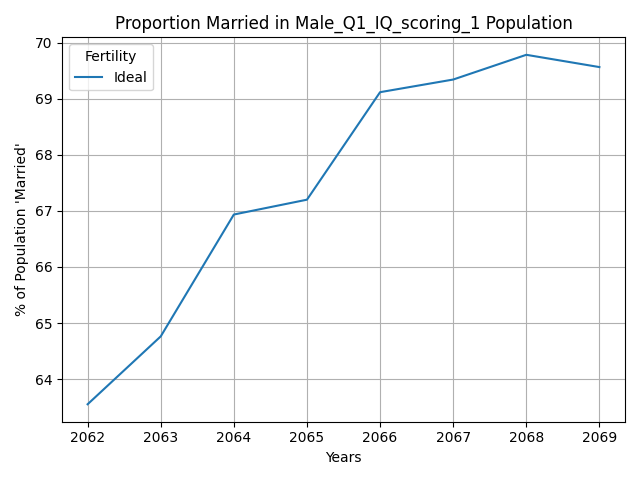 Proportion Married in Male_Q1_IQ_scoring_1 Population
Fertility
Ideal
% of Population 'Married'
70
69
68
67
66
65
64
2062 2063 2064 2065 2066 2067 2068 2069
Years